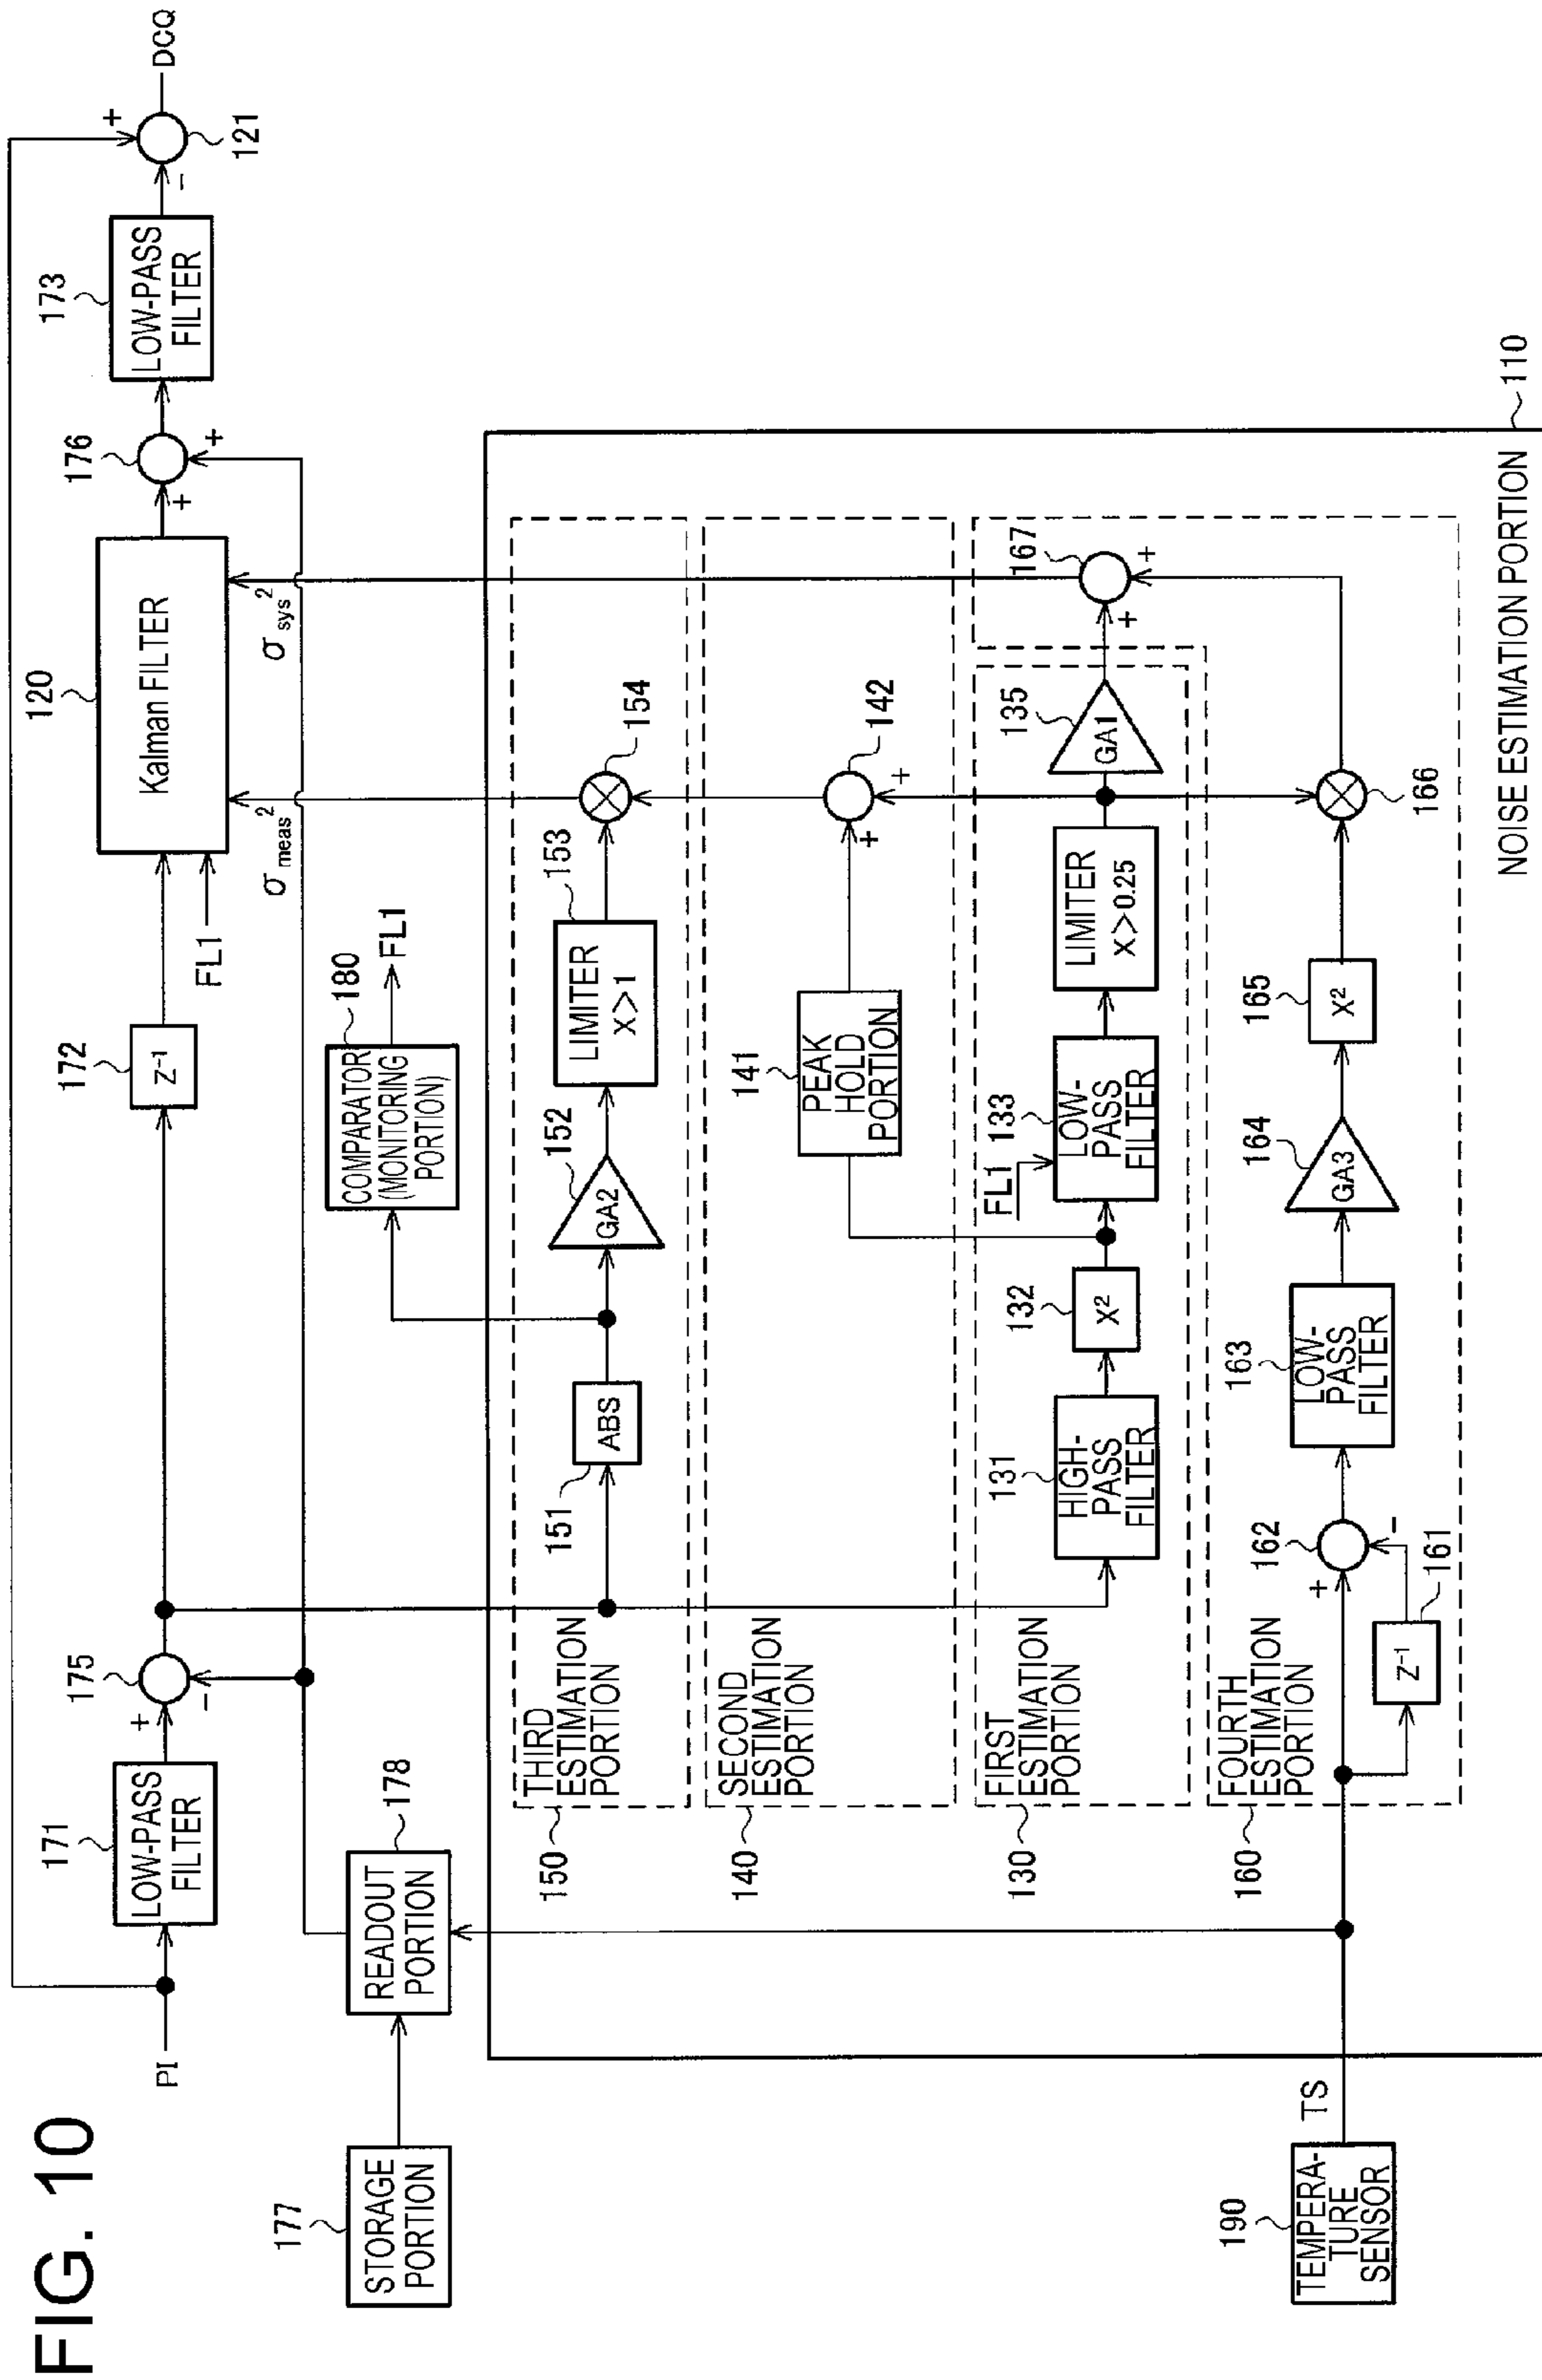 FIG. 10
PI
171
LOW-PASS
FILTER
+
-
175
172
Z⁻¹
FL1
120
Kalman FILTER
σmeas²
σsys²
+
+
176
173
LOW-PASS
FILTER
-
+
121
DCQ
177
STORAGE
PORTION
178
READOUT
PORTION
180
COMPARATOR
(MONITORING
PORTION)
FL1
150
THIRD
ESTIMATION
PORTION
151
ABS
152
GA2
153
LIMITER
X>1
154
140
SECOND
ESTIMATION
PORTION
141
PEAK
HOLD
PORTION
+
+
142
130
FIRST
ESTIMATION
PORTION
131
HIGH-
PASS
FILTER
132
X²
FL1
133
LOW-
PASS
FILTER
LIMITER
X>0.25
135
GA1
+
+
167
160
FOURTH
ESTIMATION
PORTION
Z⁻¹
161
+
-
162
163
LOW-
PASS
FILTER
164
GA3
165
X²
166
190
TEMPERA-
TURE
SENSOR
TS
NOISE ESTIMATION PORTION
110